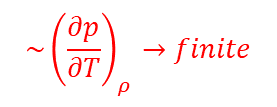 ~(∂p/∂T)_ρ → finite